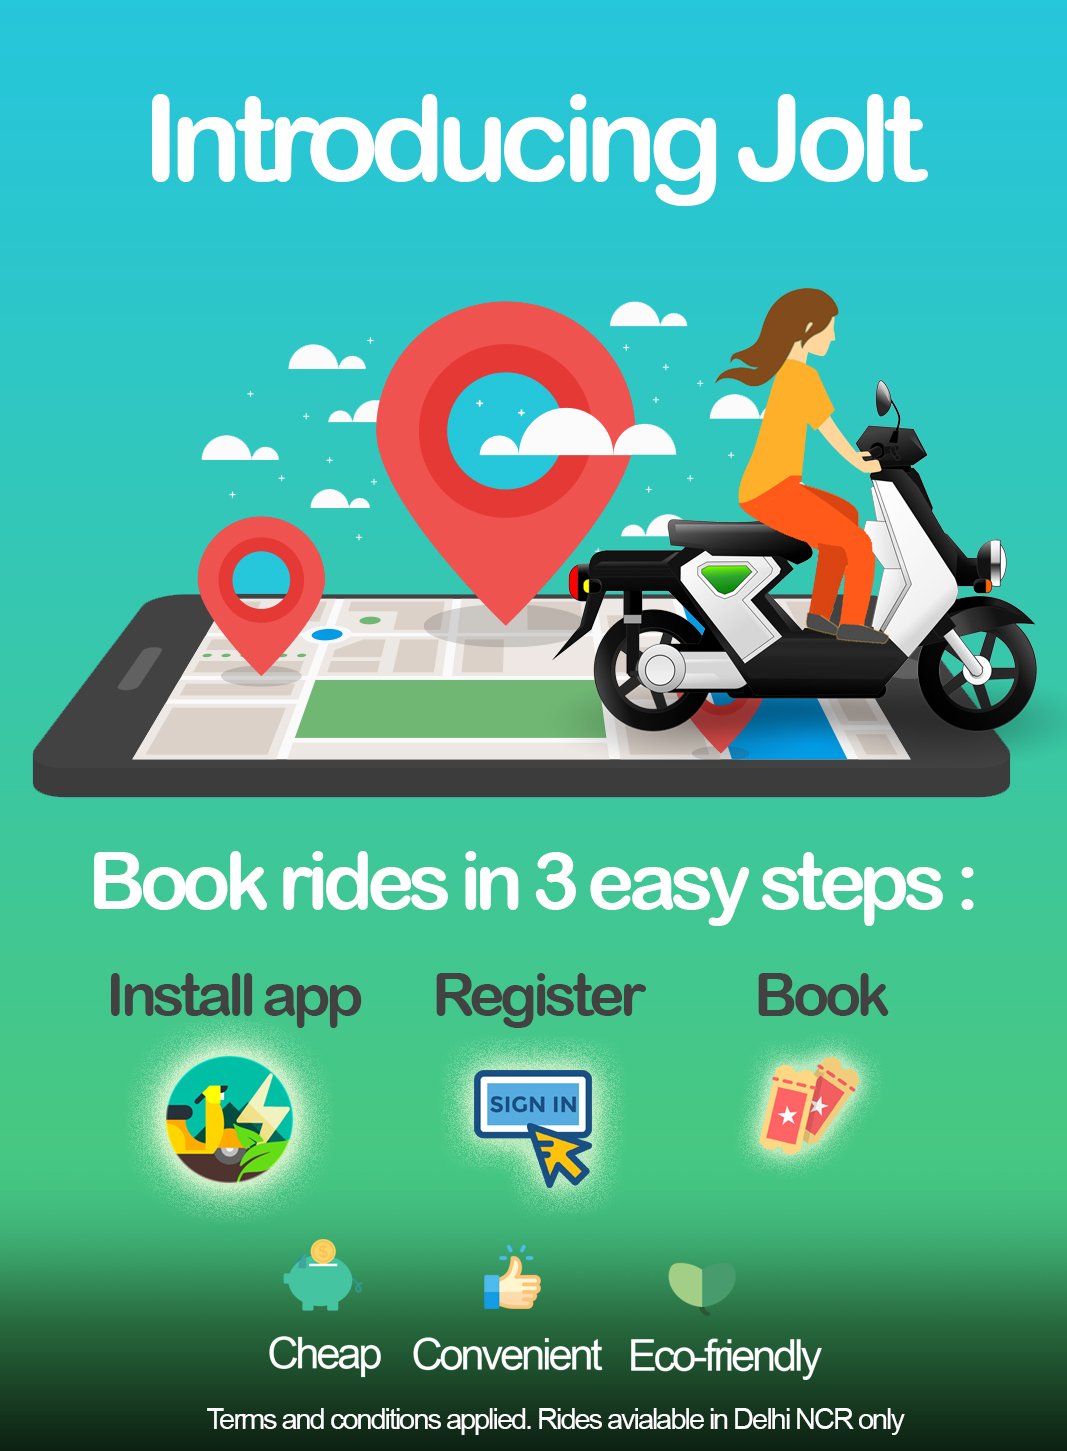 Introducing Jolt
Book rides in 3 easy steps :
Install app Register Book
SIGN IN
Cheap Convenient Eco-friendly
Terms and conditions applied. Rides avialable in Delhi NCR only